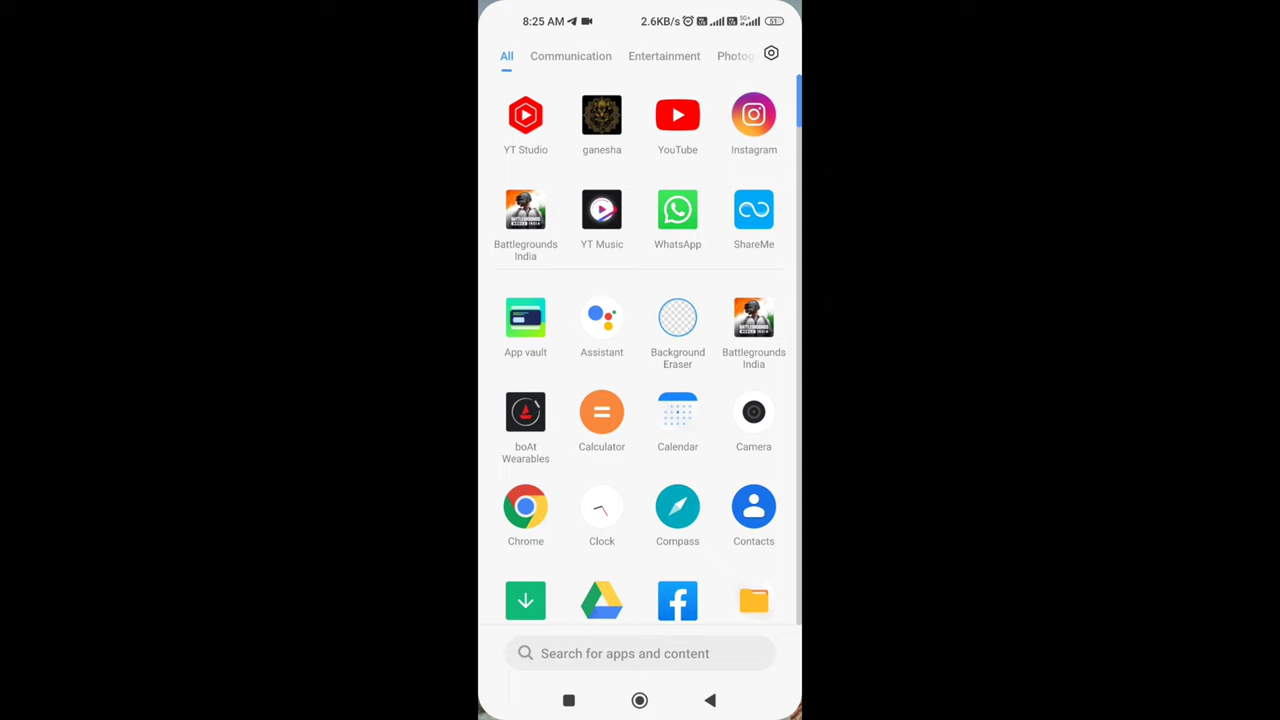 8:25 AM 2.6KB/s 5G+ 51
All Communication Entertainment Photog
YT Studio ganesha YouTube Instagram
Battlegrounds India YT Music WhatsApp ShareMe
App vault Assistant Background Eraser Battlegrounds India
boAt Wearables Calculator Calendar Camera
Chrome Clock Compass Contacts
Search for apps and content